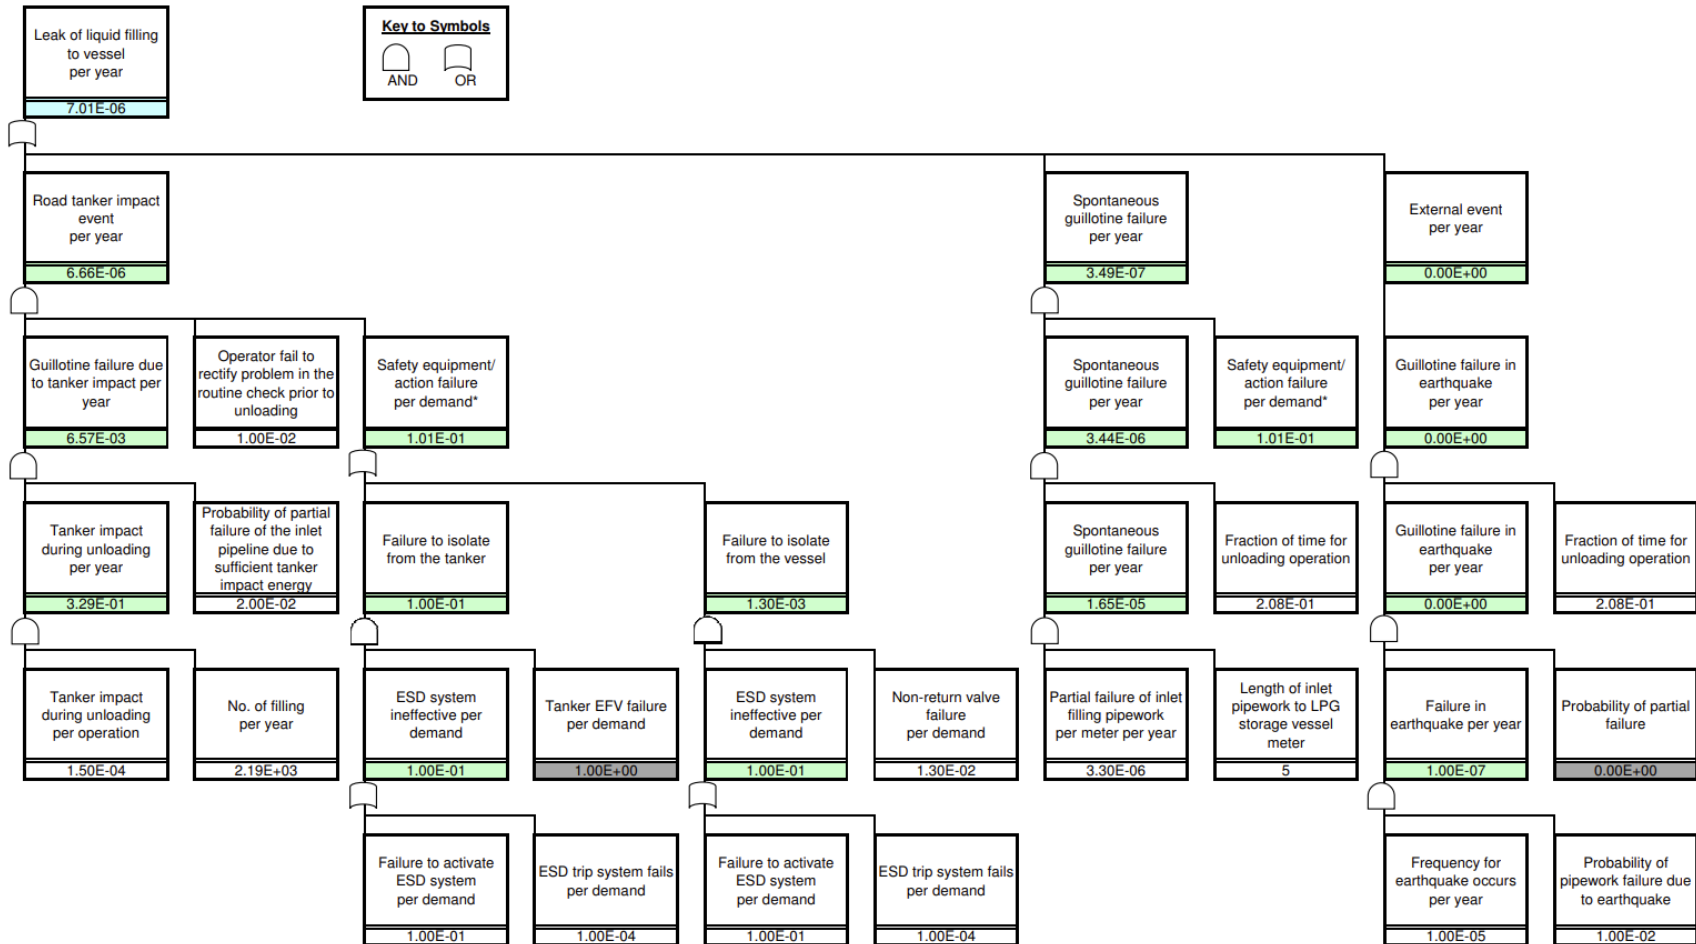 Leak of liquid filling
to vessel
per year
7.01E-06
Key to Symbols
AND
OR
Road tanker impact
event
per year
6.66E-06
Spontaneous
guillotine failure
per year
3.49E-07
External event
per year
0.00E+00
Guillotine failure due
to tanker impact per
year
6.57E-03
Operator fail to
rectify problem in the
routine check prior to
unloading
1.00E-02
Safety equipment/
action failure
per demand*
1.01E-01
Spontaneous
guillotine failure
per year
3.44E-06
Safety equipment/
action failure
per demand*
1.01E-01
Guillotine failure in
earthquake
per year
0.00E+00
Tanker impact
during unloading
per year
3.29E-01
Probability of partial
failure of the inlet
pipeline due to
sufficient tanker
impact energy
2.00E-02
Failure to isolate
from the tanker
1.00E-01
Failure to isolate
from the vessel
1.30E-03
Spontaneous
guillotine failure
per year
1.65E-05
Fraction of time for
unloading operation
2.08E-01
Guillotine failure in
earthquake
per year
0.00E+00
Fraction of time for
unloading operation
2.08E-01
Tanker impact
during unloading
per operation
1.50E-04
No. of filling
per year
2.19E+03
ESD system
ineffective per
demand
1.00E-01
Tanker EFV failure
per demand
1.00E+00
ESD system
ineffective per
demand
1.00E-01
Non-return valve
failure
per demand
1.30E-02
Partial failure of inlet
filling pipework
per meter per year
3.30E-06
Length of inlet
pipework to LPG
storage vessel
meter
5
Failure in
earthquake per year
1.00E-07
Probability of partial
failure
0.00E+00
Failure to activate
ESD system
per demand
1.00E-01
ESD trip system fails
per demand
1.00E-04
Failure to activate
ESD system
per demand
1.00E-01
ESD trip system fails
per demand
1.00E-04
Frequency for
earthquake occurs
per year
1.00E-05
Probability of
pipework failure due
to earthquake
1.00E-02